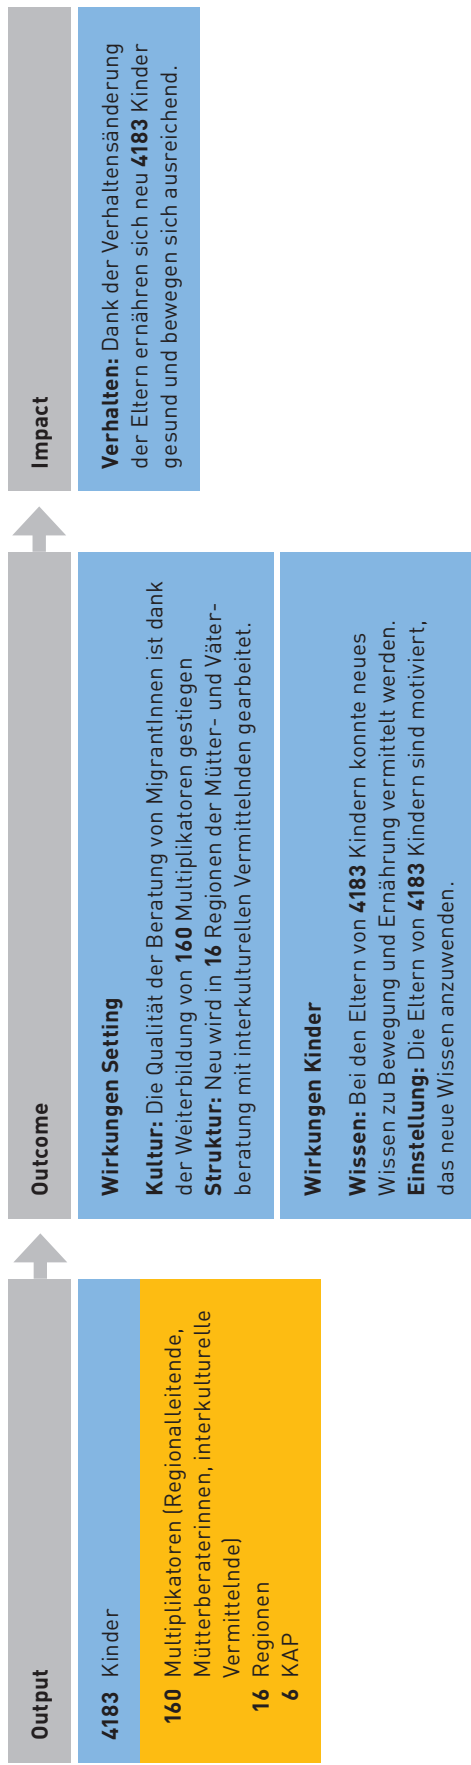 Output
4183 Kinder
160 Multiplikatoren (Regionalleitende,
Mütterberaterinnen, interkulturelle
Vermittelnde)
16 Regionen
6 KAP
Outcome
Wirkungen Setting
Kultur: Die Qualität der Beratung von MigrantInnen ist dank
der Weiterbildung von 160 Multiplikatoren gestiegen
Struktur: Neu wird in 16 Regionen der Mütter- und Väter-
beratung mit interkulturellen Vermittelnden gearbeitet.
Wirkungen Kinder
Wissen: Bei den Eltern von 4183 Kindern konnte neues
Wissen zu Bewegung und Ernährung vermittelt werden.
Einstellung: Die Eltern von 4183 Kindern sind motiviert,
das neue Wissen anzuwenden.
Impact
Verhalten: Dank der Verhaltensänderung
der Eltern ernähren sich neu 4183 Kinder
gesund und bewegen sich ausreichend.